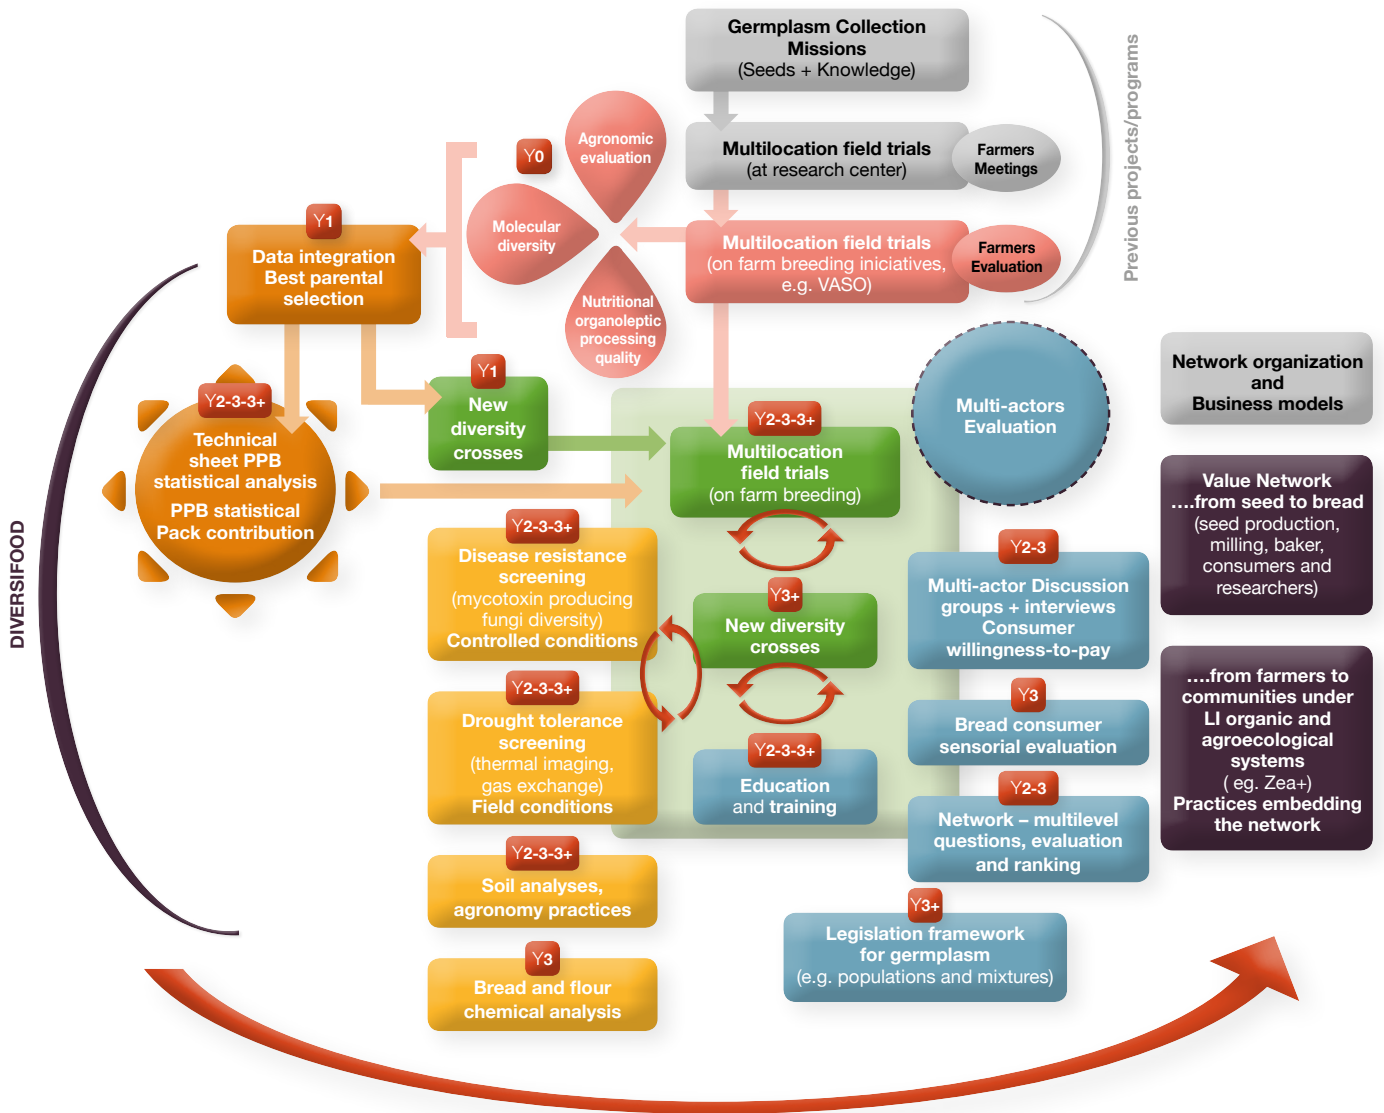 Germplasm Collection
Missions
(Seeds + Knowledge)
Multilocation field trials
(at research center)
Farmers
Meetings
Multilocation field trials
(on farm breeding iniciatives,
e.g. VASO)
Farmers
Evaluation
Previous projects/programs
Y0
Agronomic
evaluation
Molecular
diversity
Nutritional
organoleptic
processing
quality
Y1
Data integration
Best parental
selection
Y2-3-3+
Technical
sheet PPB
statistical analysis
PPB statistical
Pack contribution
DIVERSIFOOD
Y1
New
diversity
crosses
Y2-3-3+
Multilocation
field trials
(on farm breeding)
Y3+
New diversity
crosses
Y2-3-3+
Education
and training
Y2-3-3+
Disease resistance
screening
(mycotoxin producing
fungi diversity)
Controlled conditions
Y2-3-3+
Drought tolerance
screening
(thermal imaging,
gas exchange)
Field conditions
Y2-3-3+
Soil analyses,
agronomy practices
Y3
Bread and flour
chemical analysis
Multi-actors
Evaluation
Y2-3
Multi-actor Discussion
groups + interviews
Consumer
willingness-to-pay
Y3
Bread consumer
sensorial evaluation
Y2-3
Network – multilevel
questions, evaluation
and ranking
Y3+
Legislation framework
for germplasm
(e.g. populations and mixtures)
Network organization
and
Business models
Value Network
....from seed to bread
(seed production,
milling, baker,
consumers and
researchers)
....from farmers to
communities under
LI organic and
agroecological
systems
( eg. Zea+)
Practices embedding
the network